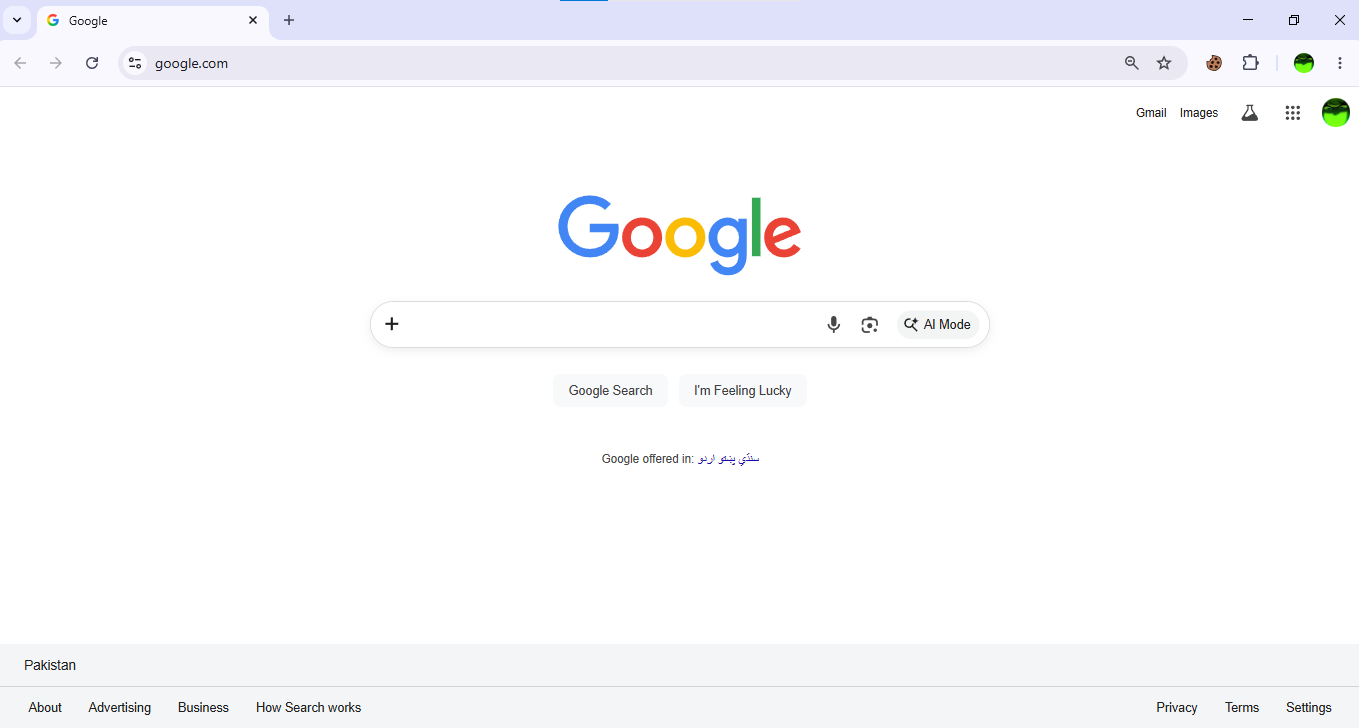 Google
google.com
Gmail Images
Google
AI Mode
Google Search I'm Feeling Lucky
Google offered in: اردو پښتو سنڌي
Pakistan
About Advertising Business How Search works Privacy Terms Settings